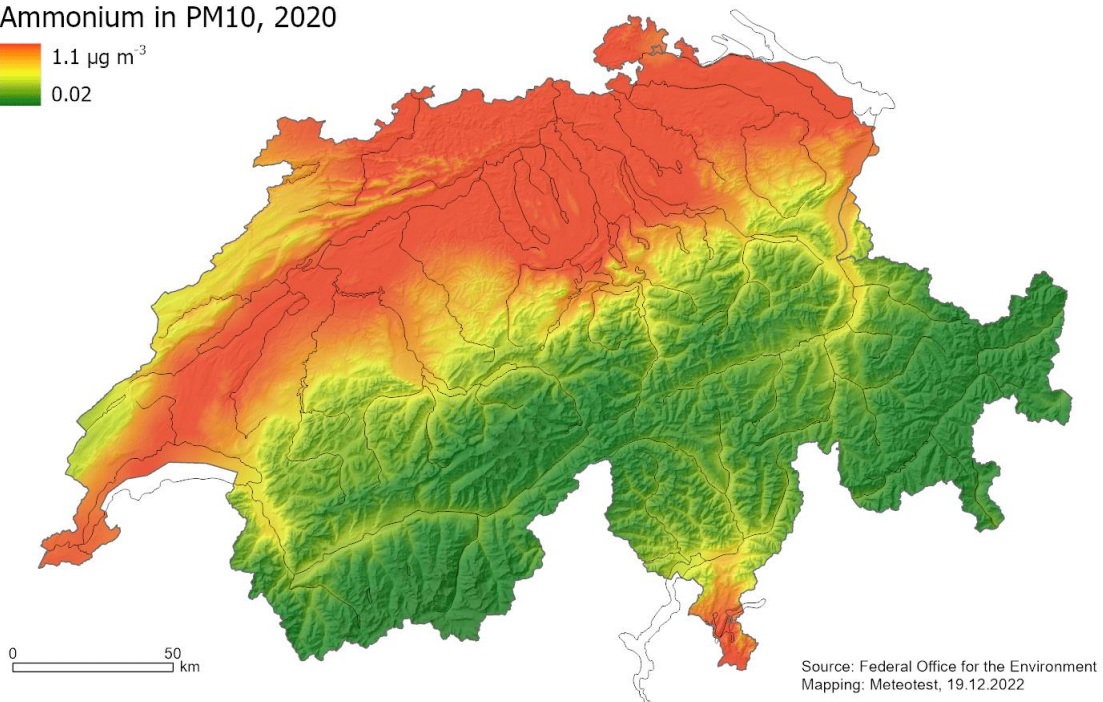 Ammonium in PM10, 2020
1.1 µg m-3
0.02
0 50
km
Source: Federal Office for the Environment
Mapping: Meteotest, 19.12.2022